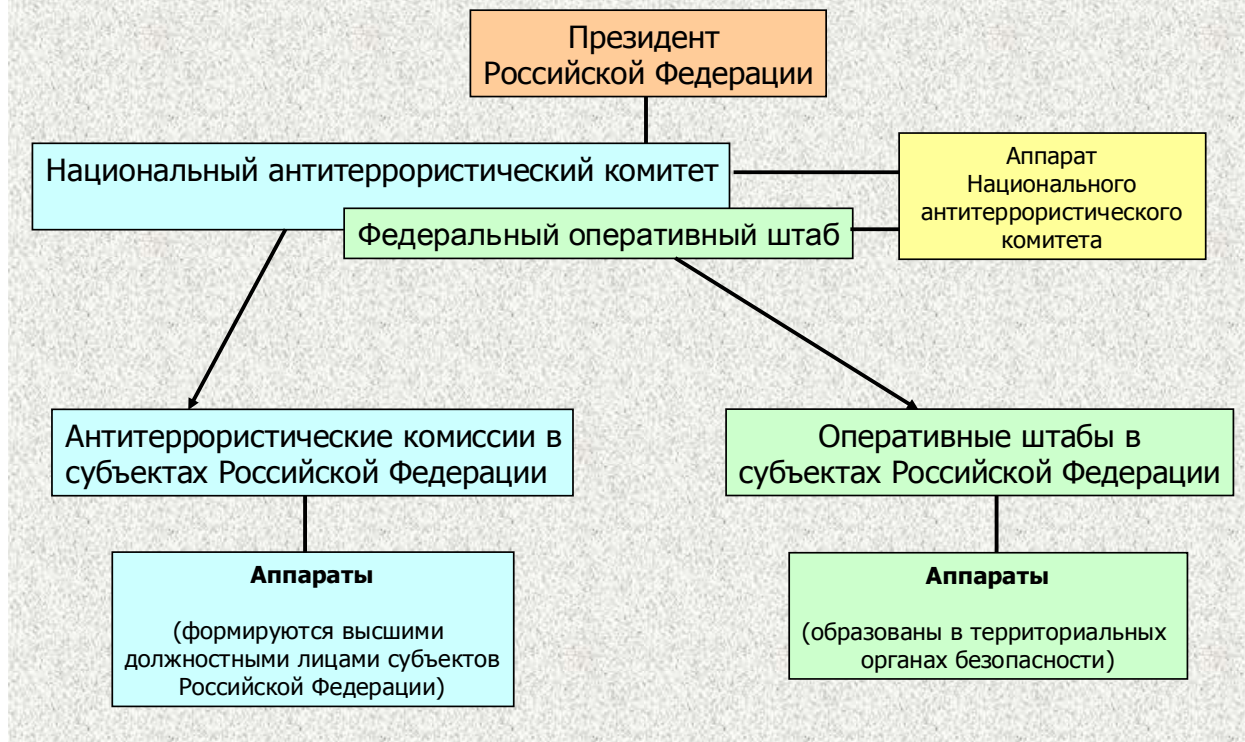 Президент
Российской Федерации
Национальный антитеррористический комитет
Аппарат
Национального
антитеррористического
комитета
Федеральный оперативный штаб
Антитеррористические комиссии в
субъектах Российской Федерации
Оперативные штабы в
субъектах Российской Федерации
Аппараты
(формируются высшими
должностными лицами субъектов
Российской Федерации)
Аппараты
(образованы в территориальных
органах безопасности)